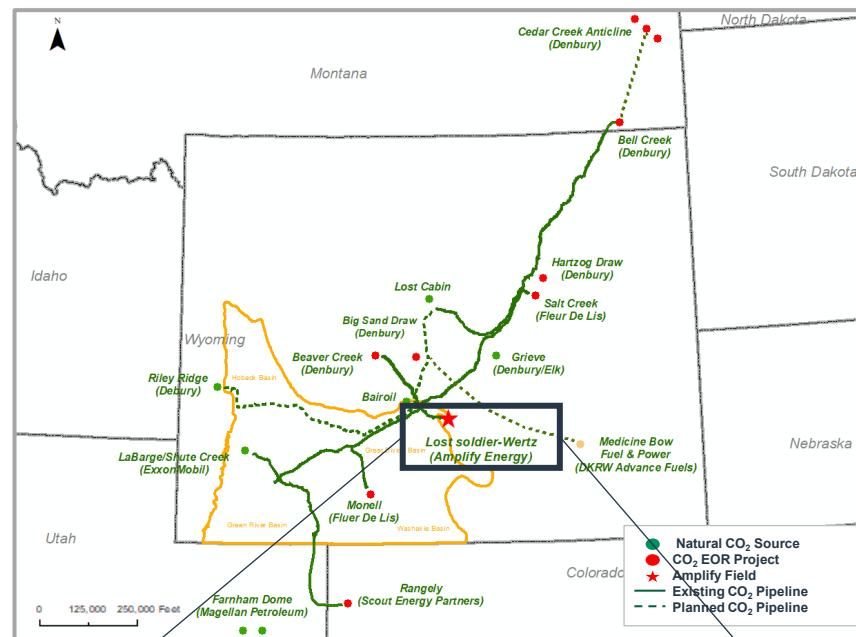 N
North Dakota
Cedar Creek Anticline
(Denbury)
Montana
Bell Creek
(Denbury)
South Dakota
Idaho
Hartzog Draw
(Denbury)
Lost Cabin
Salt Creek
(Fleur De Lis)
Big Sand Draw
(Denbury)
Wyoming
Beaver Creek
(Denbury)
Grieve
(Denbury/Elk)
Hoback Basin
Riley Ridge
(Debury)
Bairoil
Lost soldier-Wertz
(Amplify Energy)
Medicine Bow
Fuel & Power
(DKRW Advance Fuels)
Nebraska
LaBarge/Shute Creek
(ExxonMobil)
Monell
(Fluer De Lis)
Green River Basin
Washakie Basin
Utah
Colorado
Natural CO₂ Source
CO₂ EOR Project
Amplify Field
Existing CO₂ Pipeline
Planned CO₂ Pipeline
Rangely
(Scout Energy Partners)
Farnham Dome
(Magellan Petroleum)
0 125,000 250,000 Feet